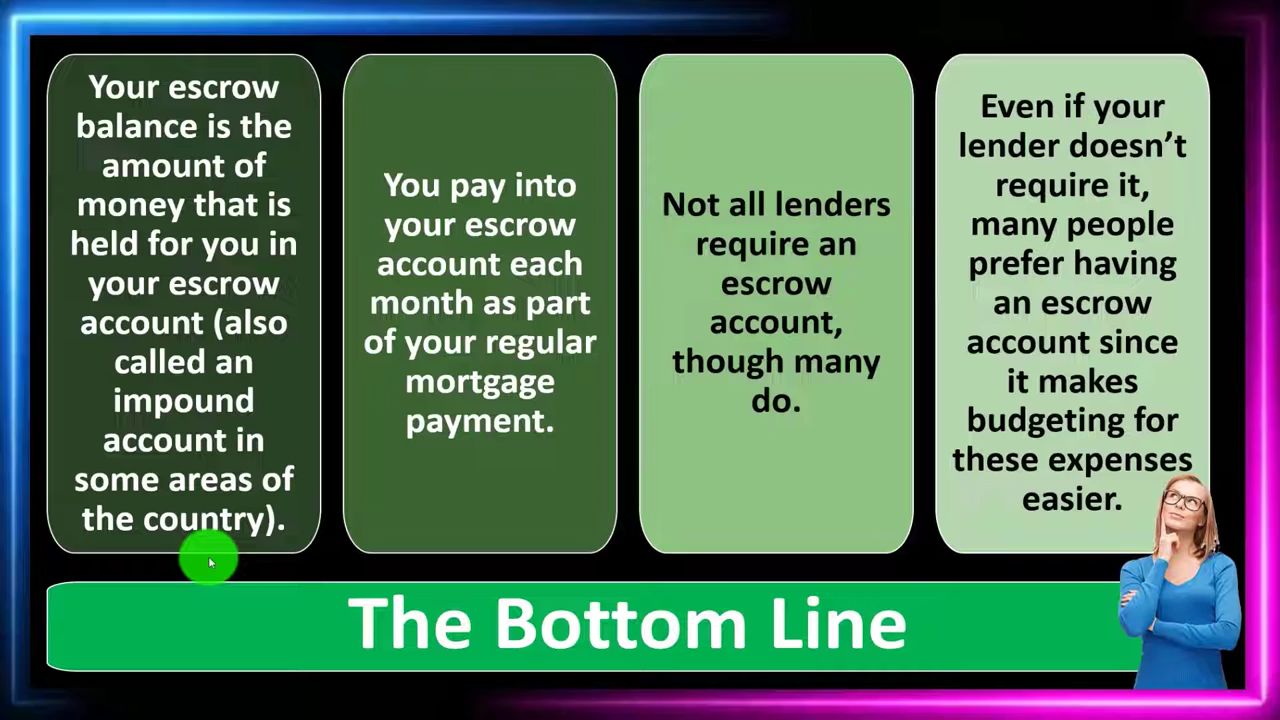 Your escrow
balance is the
amount of
money that is
held for you in
your escrow
account (also
called an
impound
account in
some areas of
the country).
You pay into
your escrow
account each
month as part
of your regular
mortgage
payment.
Not all lenders
require an
escrow
account,
though many
do.
Even if your
lender doesn’t
require it,
many people
prefer having
an escrow
account since
it makes
budgeting for
these expenses
easier.
The Bottom Line